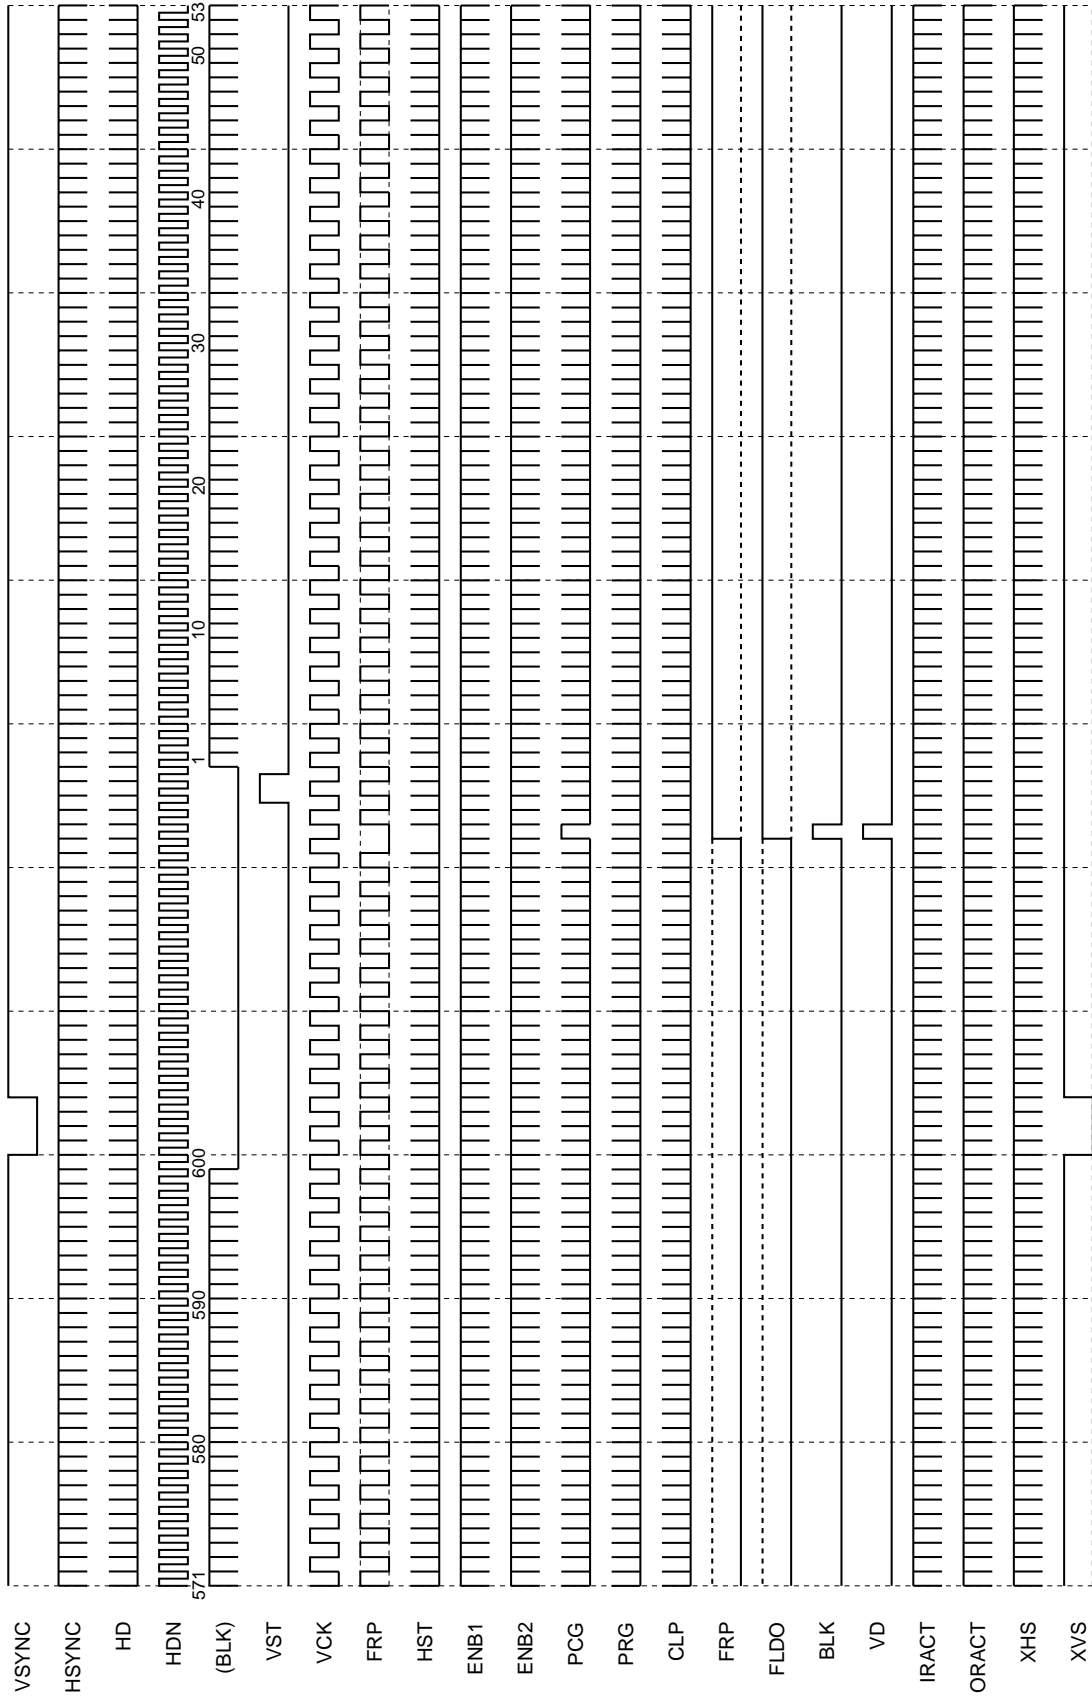 VSYNC
HSYNC
HD
HDN
(BLK)
571
580
590
600
1
10
20
30
40
50
53
VST
VCK
FRP
HST
ENB1
ENB2
PCG
PRG
CLP
FRP
FLDO
BLK
VD
IRACT
ORACT
XHS
XVS